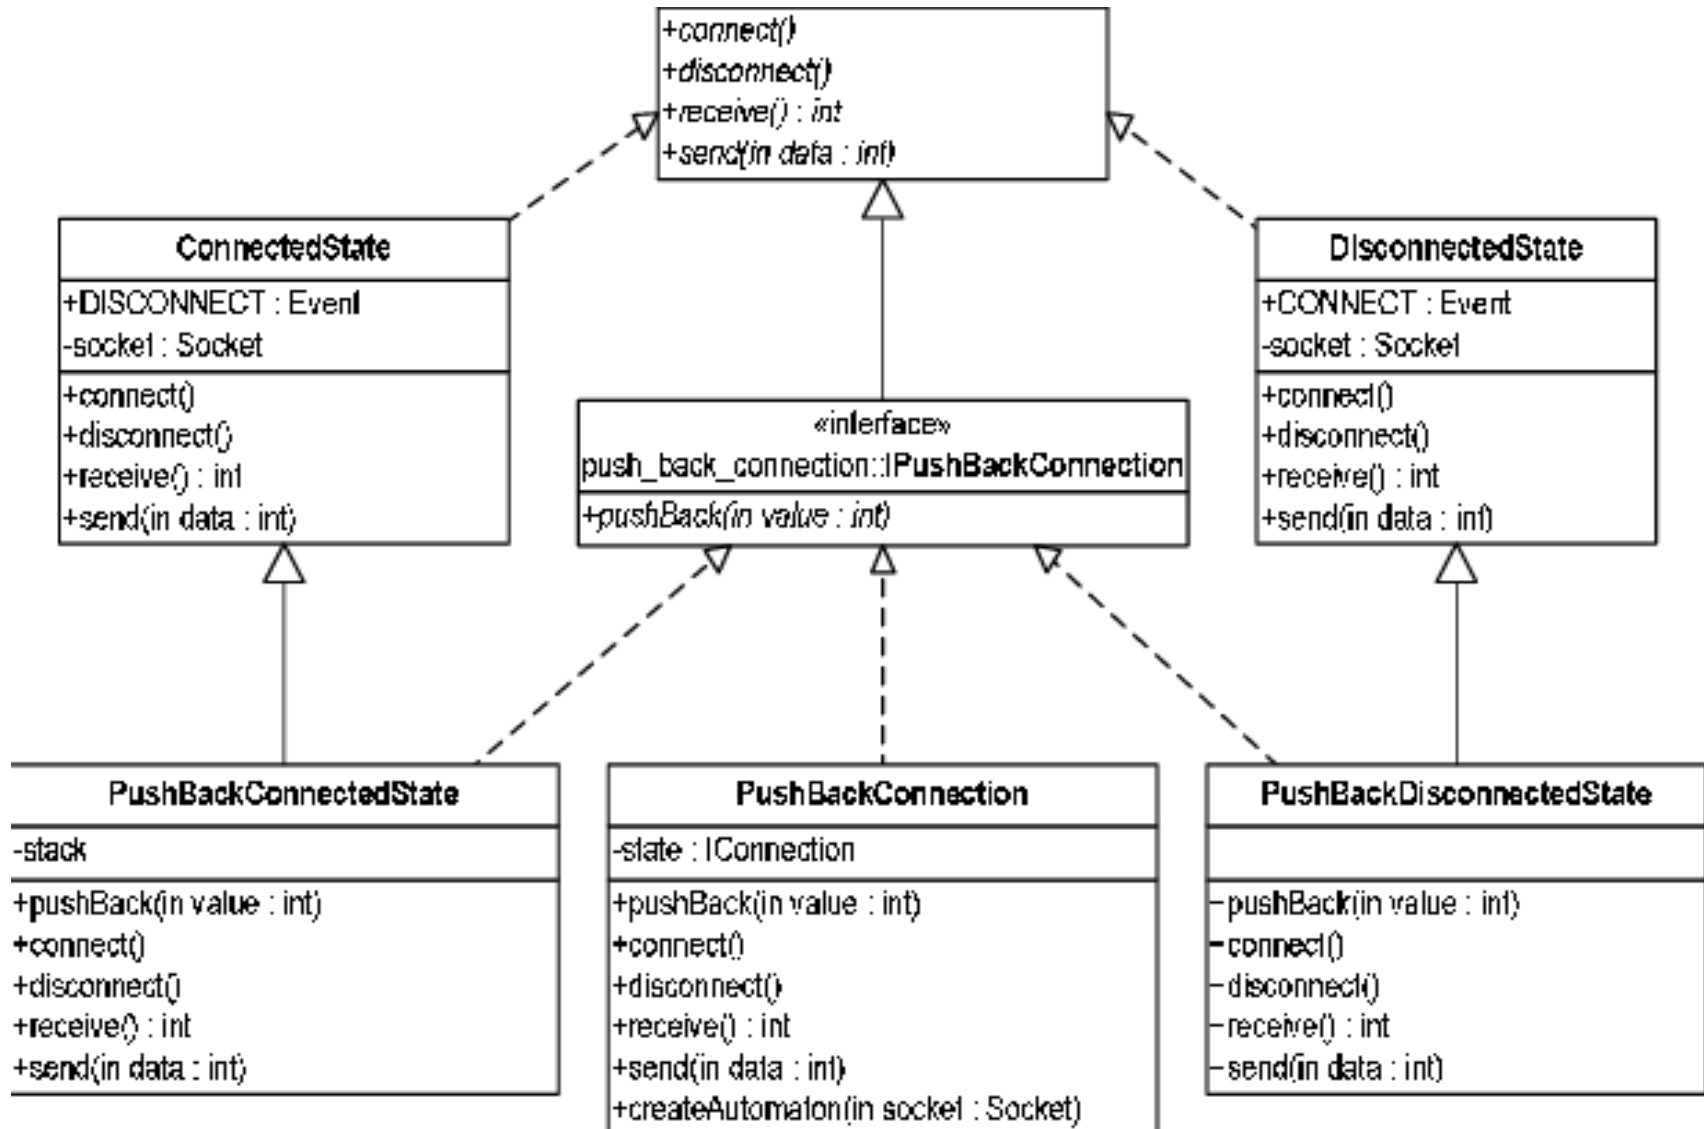 +connect()
+disconnect()
+receive() : int
+send(in data : int)
ConnectedState
+DISCONNECT : Event
-socket : Socket
+connect()
+disconnect()
+receive() : int
+send(in data : int)
«interface»
push_back_connection::IPushBackConnection
+pushBack(in value : int)
DisconnectedState
+CONNECT : Event
-socket : Socket
+connect()
+disconnect()
+receive() : int
+send(in data : int)
PushBackConnectedState
-stack
+pushBack(in value : int)
+connect()
+disconnect()
+receive() : int
+send(in data : int)
PushBackConnection
-state : IConnection
+pushBack(in value : int)
+connect()
+disconnect()
+receive() : int
+send(in data : int)
+createAutomaton(in socket : Socket)
PushBackDisconnectedState
-pushBack(in value : int)
-connect()
-disconnect()
-receive() : int
-send(in data : int)